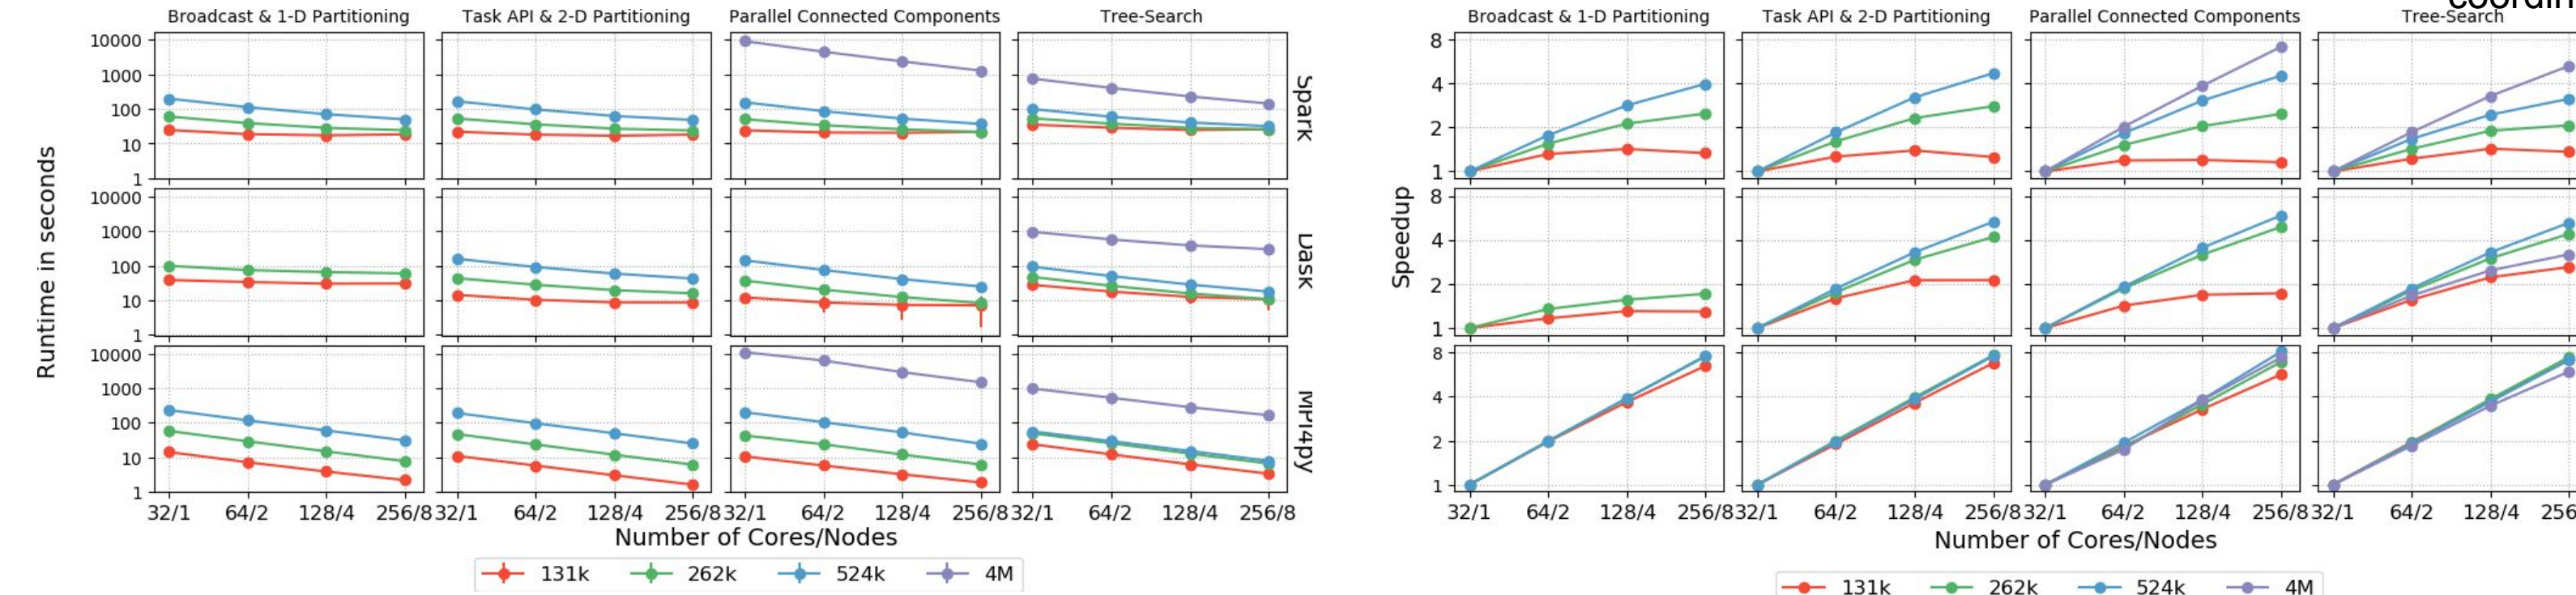 Broadcast & 1-D Partitioning Task API & 2-D Partitioning Parallel Connected Components Tree-Search
10000
1000
100
10
1
Spark
10000
1000
100
10
1
Dask
10000
1000
100
10
1
MPI4py
Runtime in seconds
32/1 64/2 128/4 256/8 32/1 64/2 128/4 256/8 32/1 64/2 128/4 256/8 32/1 64/2 128/4 256/8
Number of Cores/Nodes
131k 262k 524k 4M
coordin
Broadcast & 1-D Partitioning Task API & 2-D Partitioning Parallel Connected Components Tree-Search
8
4
2
1
8
4
2
1
8
4
2
1
Speedup
32/1 64/2 128/4 256/8 32/1 64/2 128/4 256/8 32/1 64/2 128/4 256/8 32/1 64/2 128/4 256
Number of Cores/Nodes
131k 262k 524k 4M